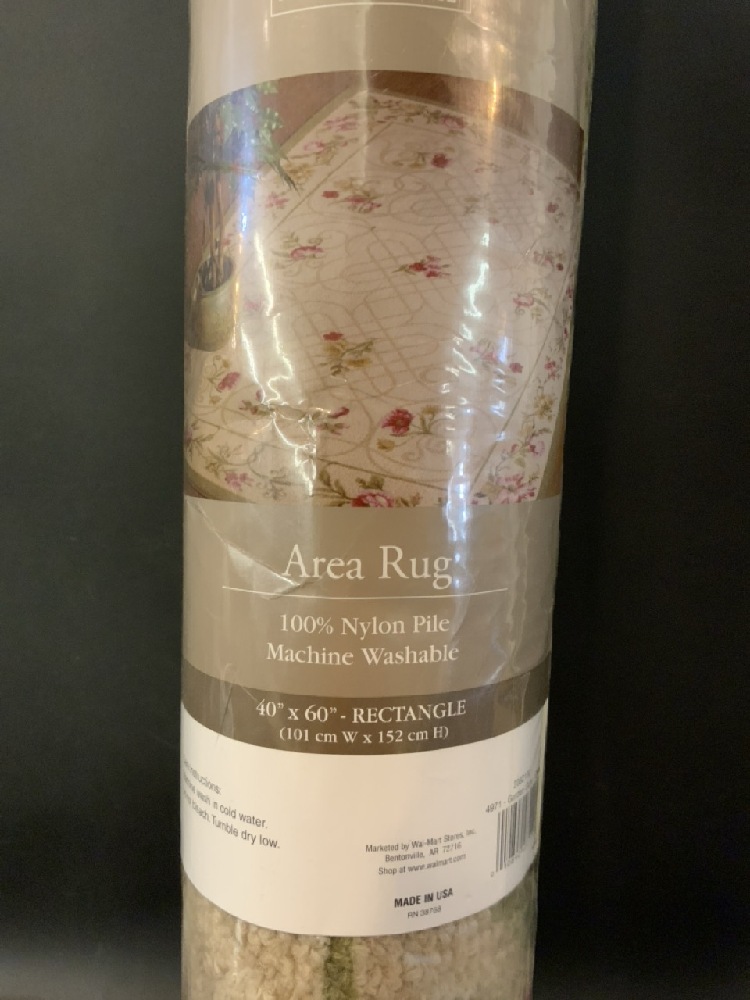 Area Rug
100% Nylon Pile
Machine Washable
40" x 60" - RECTANGLE
(101 cm W x 152 cm H)
wash in cold water.
Tumble dry low.
4971 -
Marketed by Wal-Mart Stores, Inc.
Bentonville, AR 72716
Shop at www.walmart.com
MADE IN USA